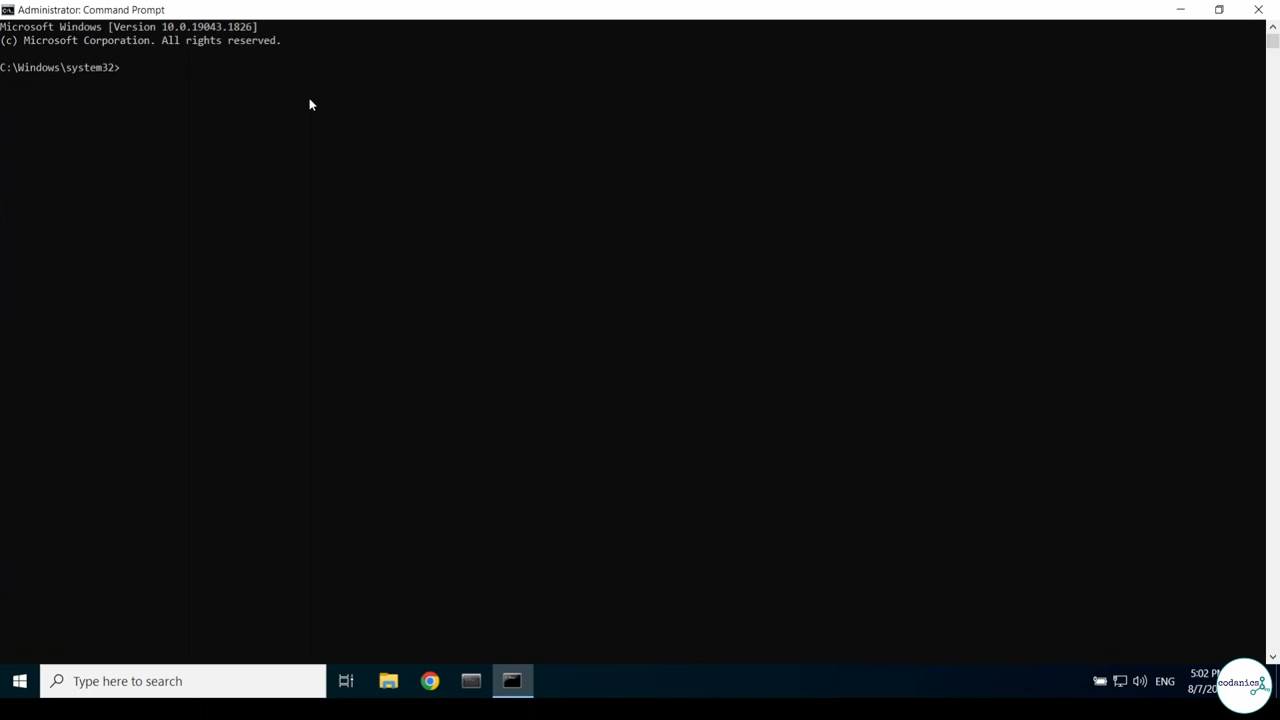 Administrator: Command Prompt
Microsoft Windows [Version 10.0.19043.1826]
(c) Microsoft Corporation. All rights reserved.
C:\Windows\system32>
Type here to search
ENG
5:02
8/7/20
codanics